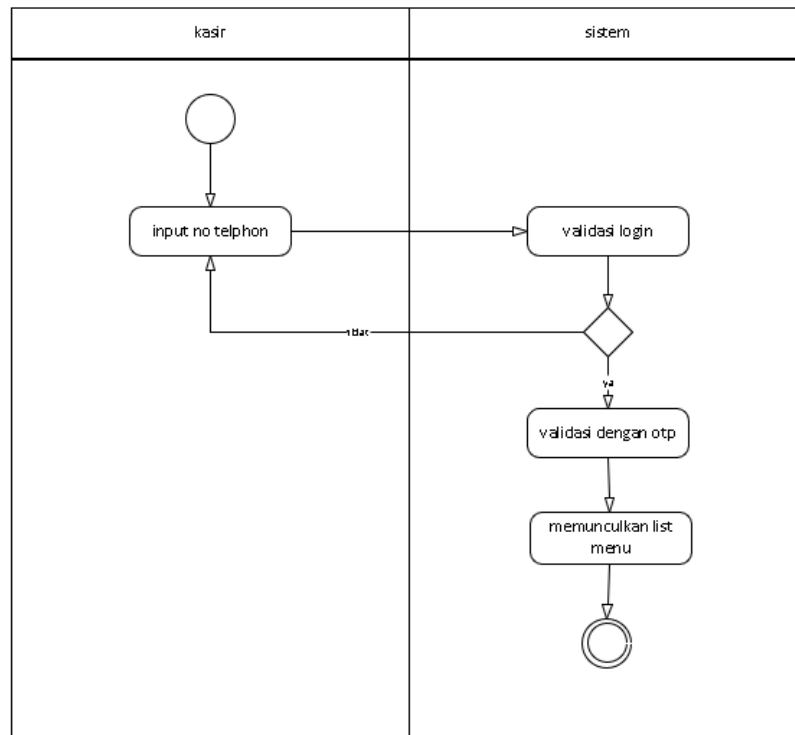 kasir
sistem
input no telphon
validasi login
tidak
ya
validasi dengan otp
memunculkan list
menu